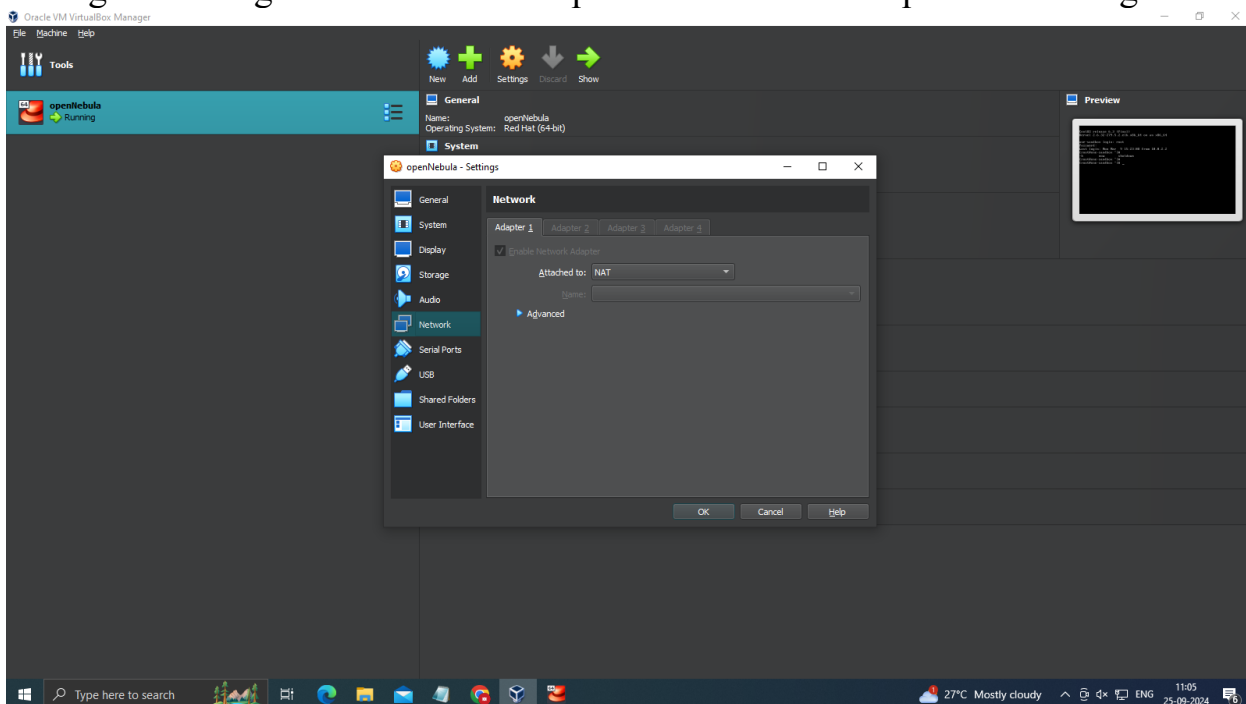 Oracle VM VirtualBox Manager
File Machine Help
Tools
New Add Settings Discard Show
openNebula
Running
General
Name: openNebula
Operating System: Red Hat (64-bit)
System
Preview
openNebula - Settings
General
System
Display
Storage
Audio
Network
Serial Ports
USB
Shared Folders
User Interface
Network
Adapter 1 Adapter 2 Adapter 3 Adapter 4
Enable Network Adapter
Attached to: NAT
Name:
Advanced
OK Cancel Help
Type here to search
27°C Mostly cloudy
ENG
11:05
25-09-2024
6